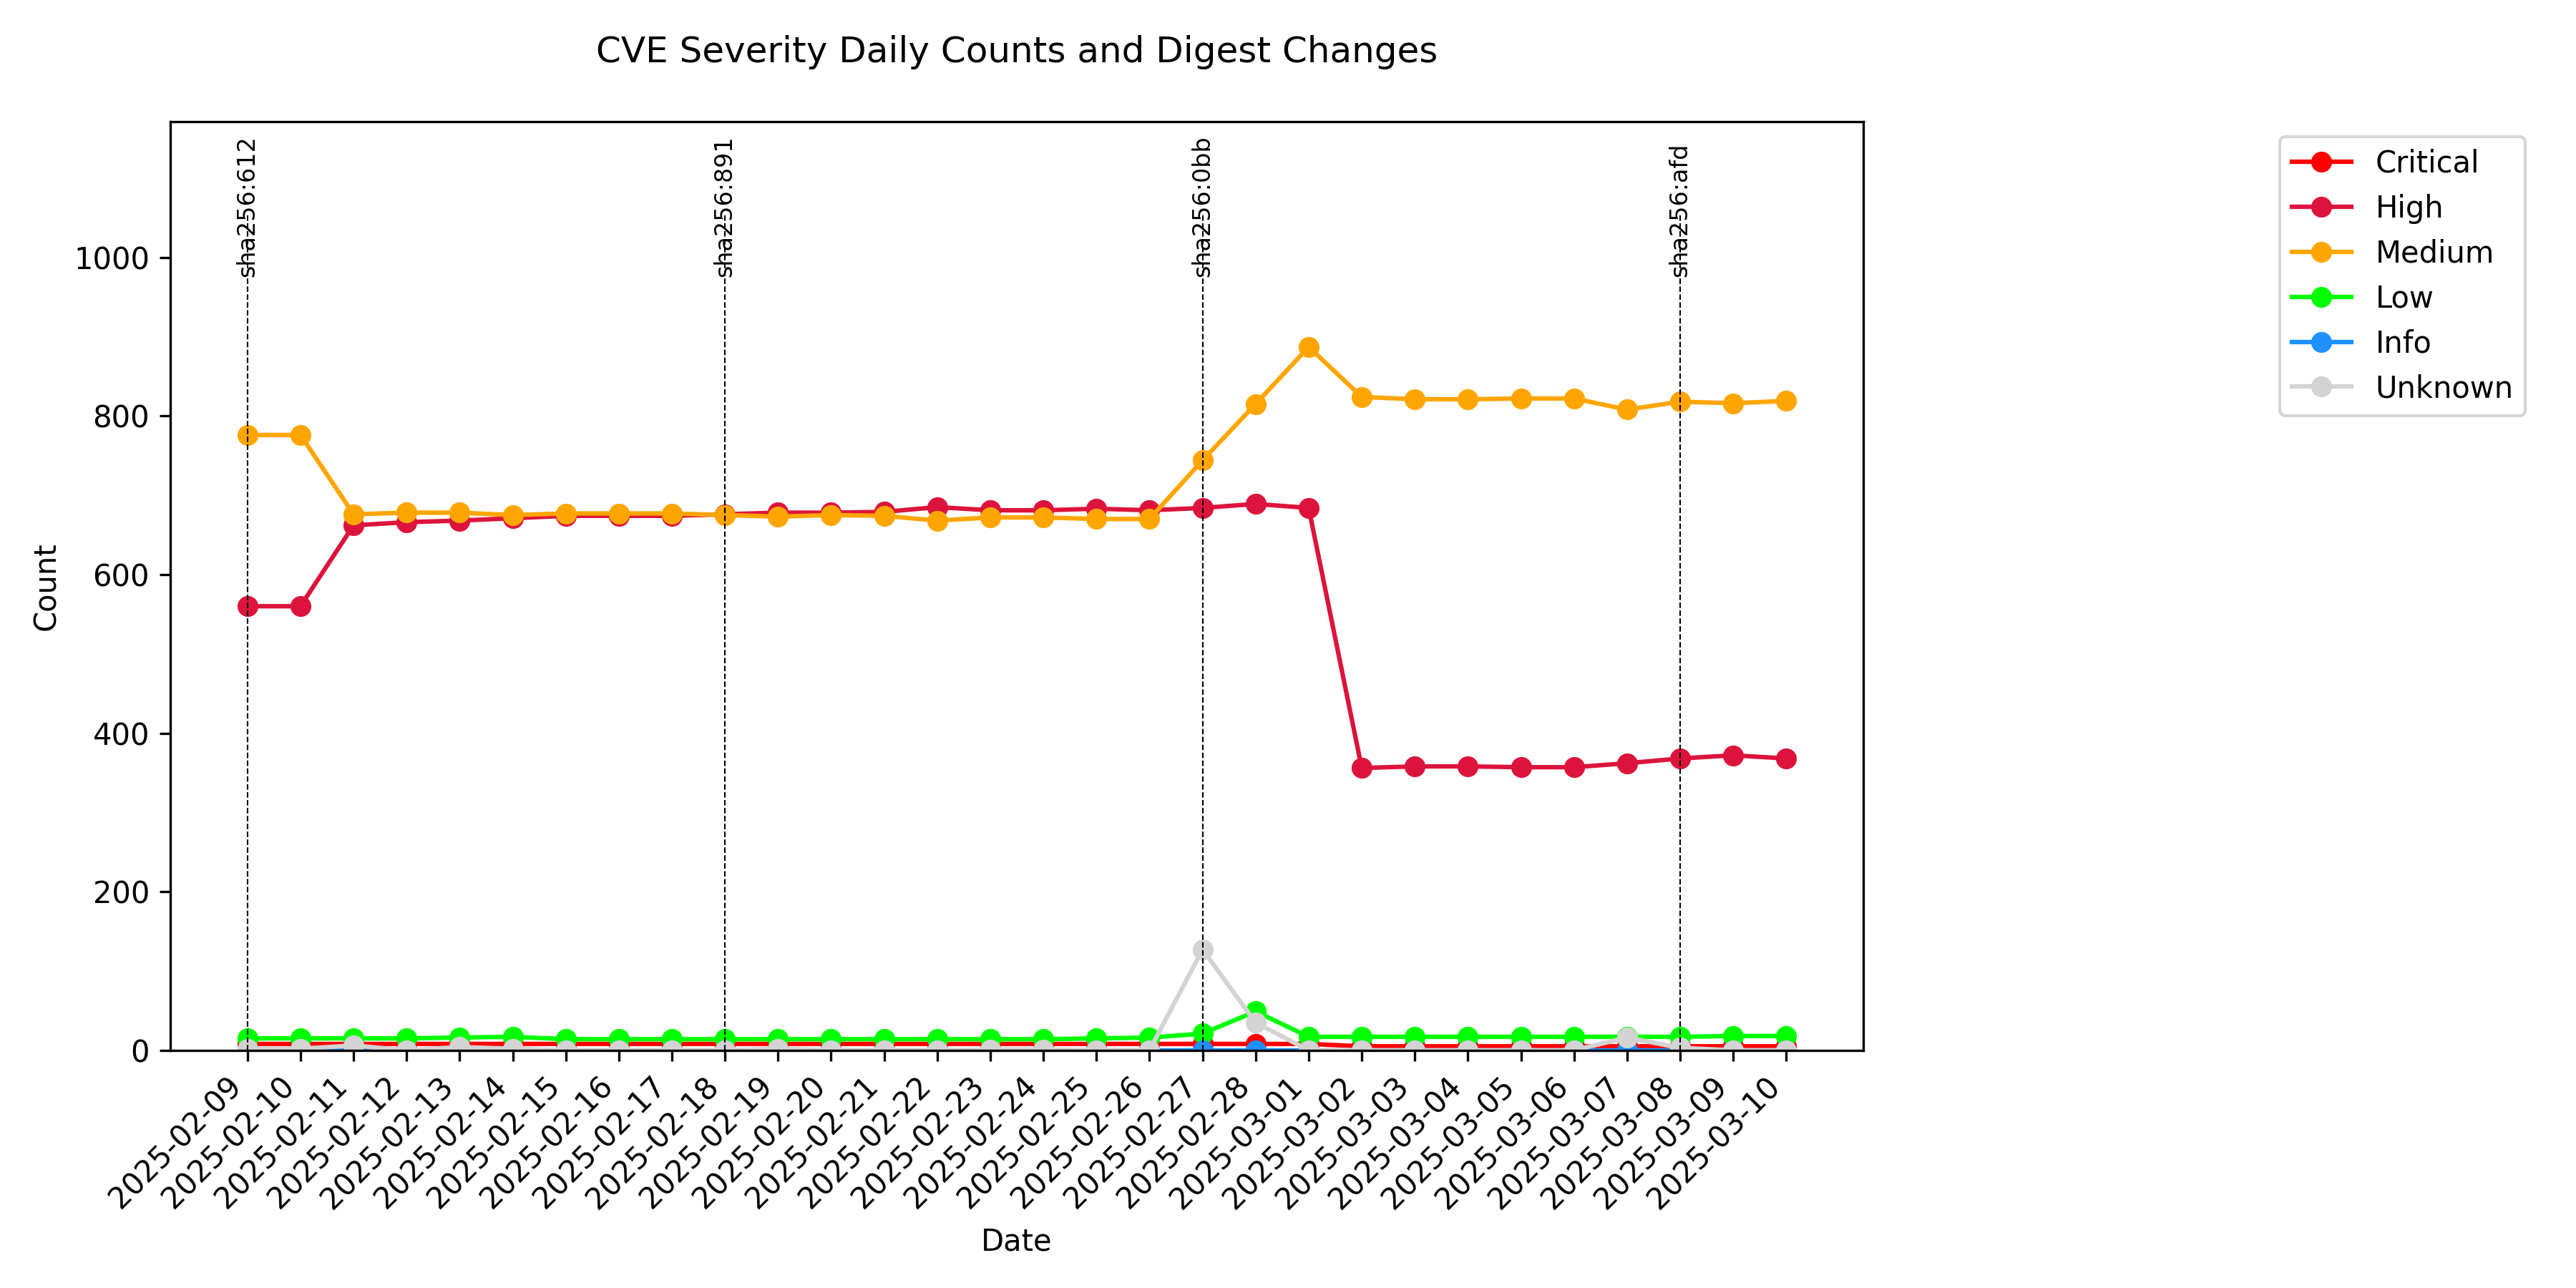 CVE Severity Daily Counts and Digest Changes
sha256:612
sha256:891
sha256:0bb
sha256:afd
Critical
High
Medium
Low
Info
Unknown
Count
1000
800
600
400
200
0
2025-02-09
2025-02-10
2025-02-11
2025-02-12
2025-02-13
2025-02-14
2025-02-15
2025-02-16
2025-02-17
2025-02-18
2025-02-19
2025-02-20
2025-02-21
2025-02-22
2025-02-23
2025-02-24
2025-02-25
2025-02-26
2025-02-27
2025-02-28
2025-03-01
2025-03-02
2025-03-03
2025-03-04
2025-03-05
2025-03-06
2025-03-07
2025-03-08
2025-03-09
2025-03-10
Date